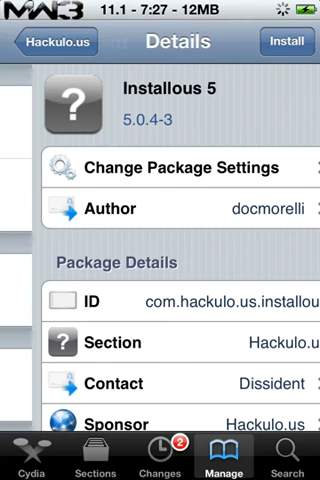 MW3 11.1 - 7:27 - 12MB
Hackulo.us Details Install
?
Installous 5
5.0.4-3
Change Package Settings
Author docmorelli
Package Details
ID com.hackulo.us.installou
? Section Hackulo.u
Contact Dissident
Sponsor Hackulo.us
2
Cydia Sections Changes Manage Search